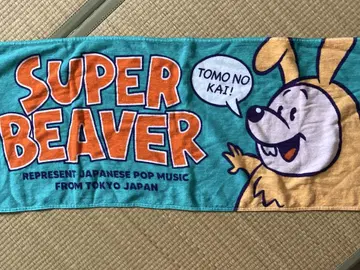 SUPER
BEAVER
REPRESENT JAPANESE POP MUSIC
FROM TOKYO JAPAN
TOMO NO
KAI!